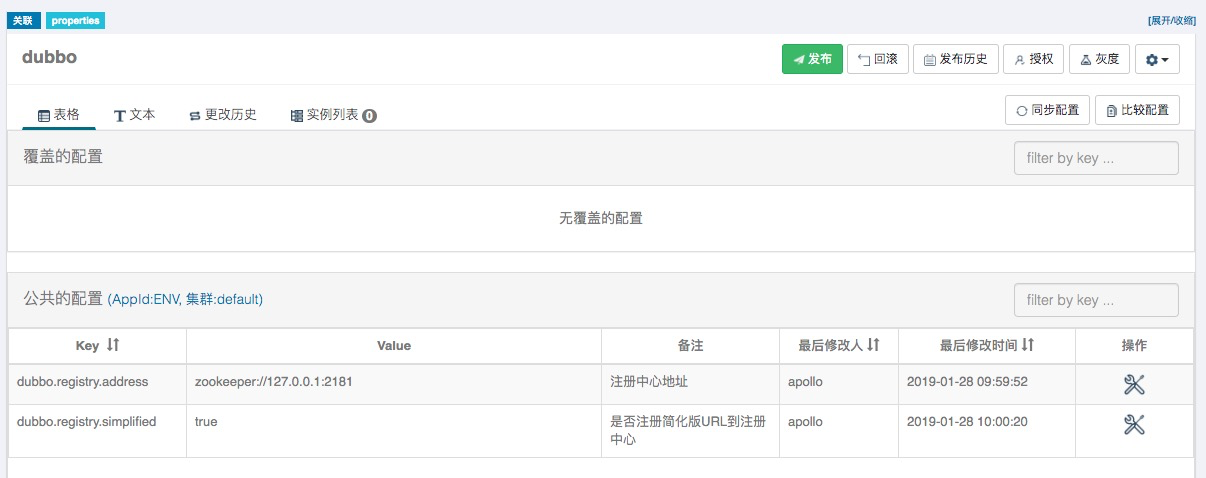 关联 properties [展开/收缩]
dubbo 发布 回滚 发布历史 授权 灰度
表格 文本 更改历史 实例列表 0 同步配置 比较配置
覆盖的配置 filter by key ...
无覆盖的配置
公共的配置 (AppId:ENV, 集群:default) filter by key ...
Key Value 备注 最后修改人 最后修改时间 操作
dubbo.registry.address zookeeper://127.0.0.1:2181 注册中心地址 apollo 2019-01-28 09:59:52
dubbo.registry.simplified true 是否注册简化版URL到注册 apollo 2019-01-28 10:00:20
中心